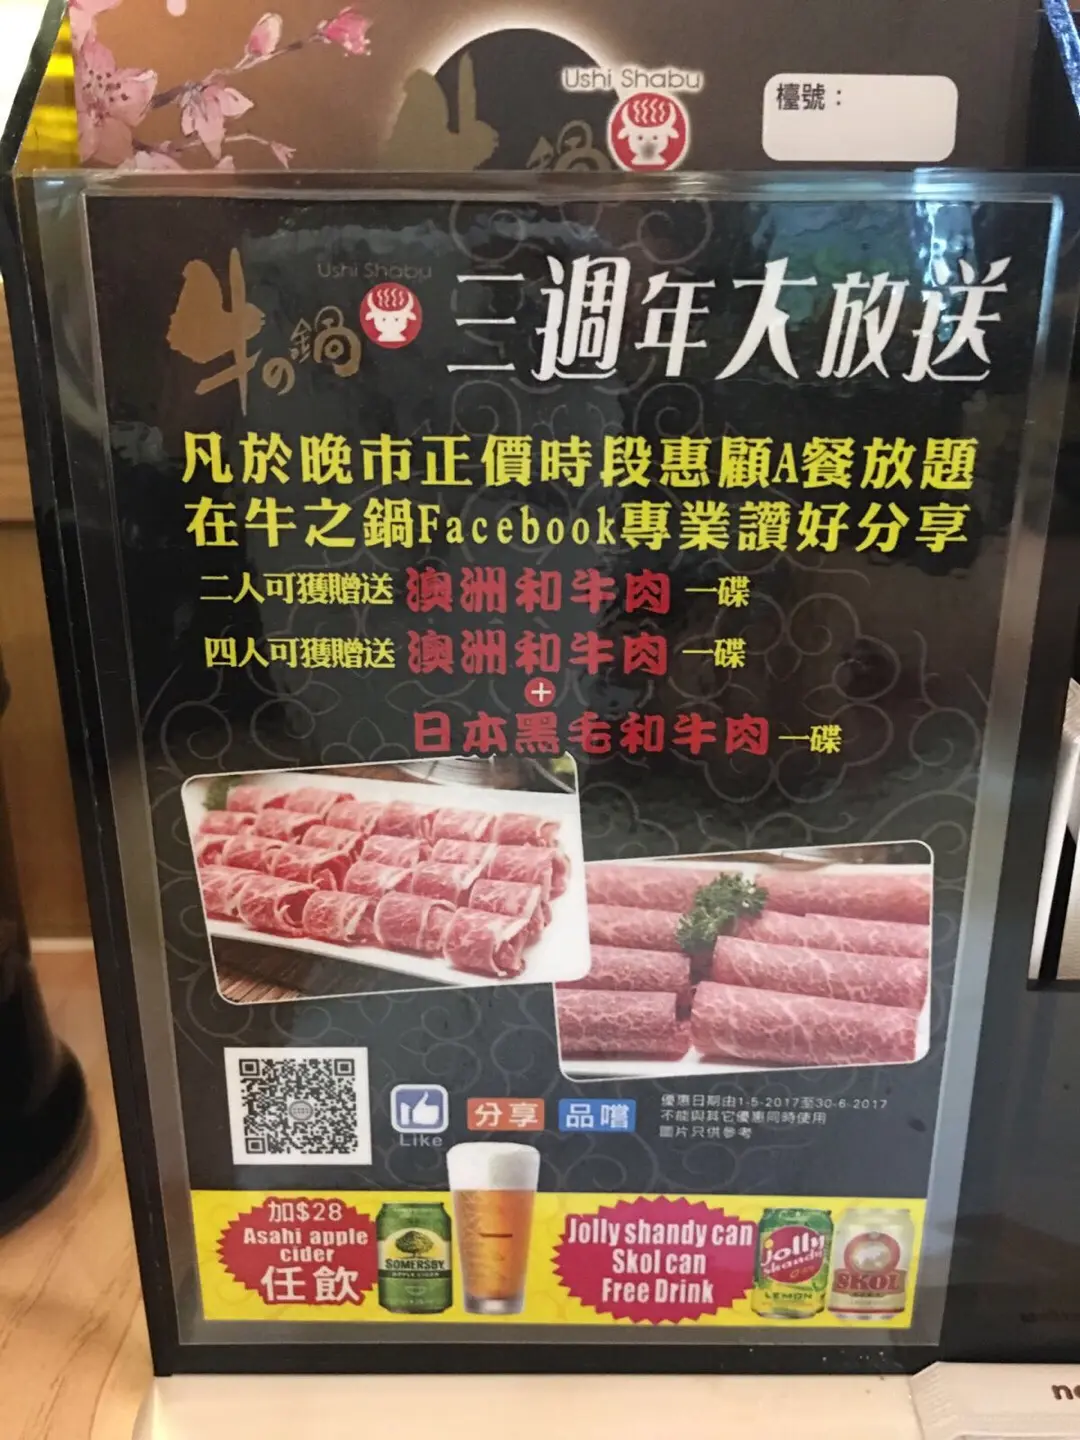 Ushi Shabu
牛 鍋
檯號：
Ushi Shabu
牛の鍋
三週年大放送
凡於晚市正價時段惠顧A餐放題
在牛之鍋Facebook專業讚好分享
二人可獲贈送 澳洲和牛肉 一碟
四人可獲贈送 澳洲和牛肉 一碟
+
日本黑毛和牛肉 一碟
Like
分享
品嚐
優惠日期由1-5-2017至30-6-2017
不能與其它優惠同時使用
圖片只供參考
加$28
Asahi apple
cider
任飲
SOMERSBY
APPLE CIDER
Jolly shandy can
Skol can
Free Drink
Jolly
shandy
LEMON
SKOL